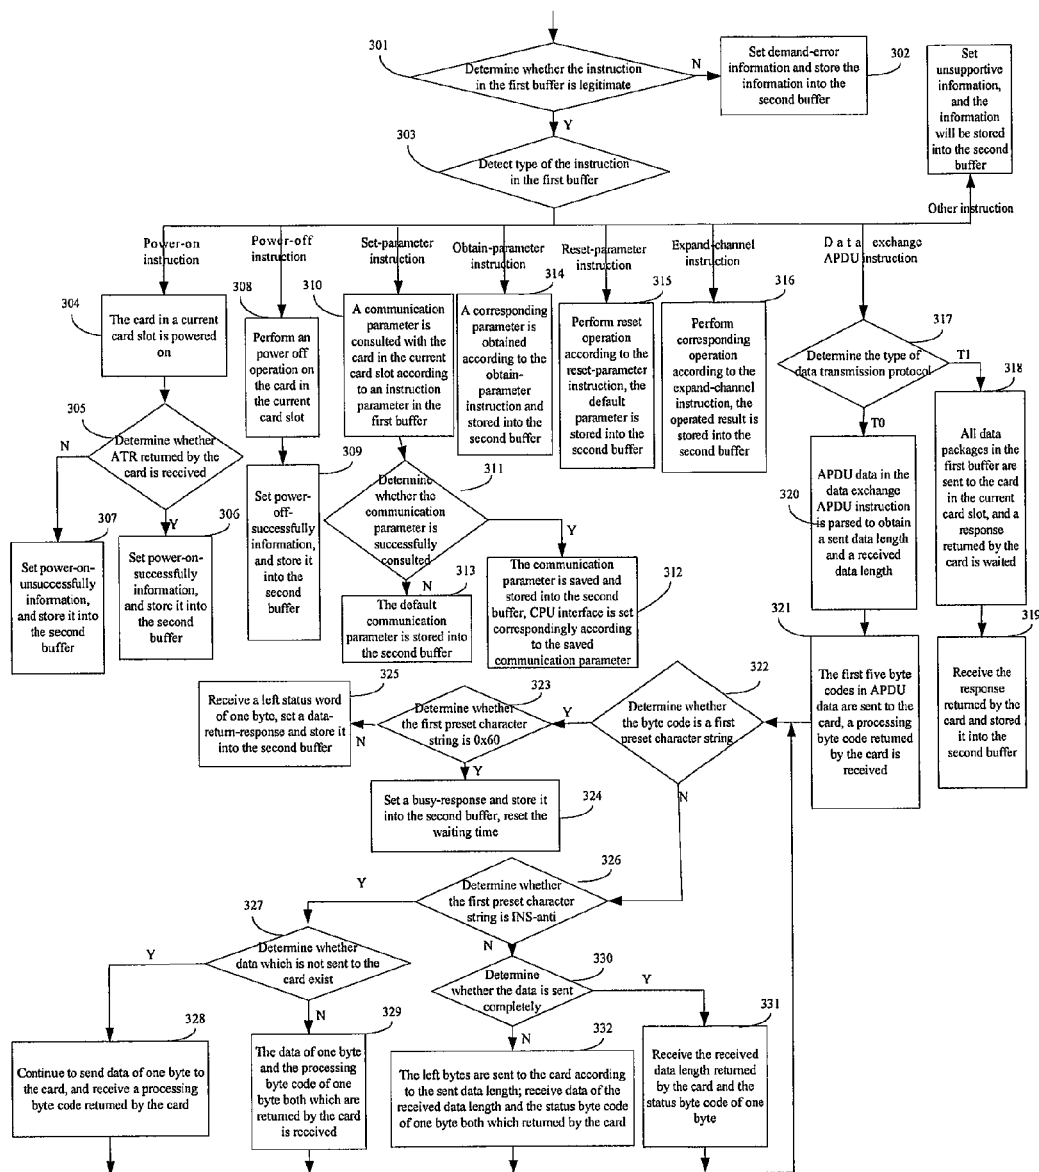 301
Determine whether the instruction
in the first buffer is legitimate
N
Set demand-error
information and store the
information into the
second buffer
302
Set
unsupportive
information,
and the
information
will be stored
into the second
buffer
Y
303
Detect type of the instruction
in the first buffer
Other instruction
Power-on
instruction
Power-off
instruction
Set-parameter
instruction
Obtain-parameter
instruction
Reset-parameter
instruction
Expand-channel
instruction
Data exchange
APDU instruction
304
The card in a current
card slot is powered
on
308
Perform an
power off
operation on
the card in
the current
card slot
310
A communication
parameter is
consulted with the
card in the current
card slot according
to an instruction
parameter in the
first buffer
314
A corresponding
parameter is
obtained
according to the
obtain-
parameter
instruction and
stored into the
second buffer
315
Perform reset
operation
according to the
reset-parameter
instruction, the
default
parameter is
stored into the
second buffer
316
Perform
corresponding
operation
according to the
expand-channel
instruction, the
operated result is
stored into the
second buffer
317
Determine the type of
data transmission protocol
T1
T0
318
All data
packages in the
first buffer are
sent to the card
in the current
card slot, and a
response
returned by the
card is waited
305
Determine whether
ATR returned by the
card is received
N
Y
307
Set power-on-
unsuccessfully
information,
and store it into
the second
buffer
306
Set power-on-
successfully
information,
and store it into
the second
buffer
309
Set power-
off-
successfully
information,
and store it
into the
second
buffer
311
Determine
whether the
communication
parameter is
successfully
consulted
Y
N
313
The default
communication
parameter is stored into
the second buffer
312
The communication
parameter is saved and
stored into the second
buffer, CPU interface is set
correspondingly according
to the saved
communication parameter
320
APDU data in the
data exchange
APDU instruction
is parsed to obtain
a sent data length
and a received
data length
321
The first five byte
codes in APDU
data are sent to the
card, a processing
byte code returned
by the card is
received
319
Receive the
response
returned by the
card and stored
it into the
second buffer
322
Determine whether
the byte code is a first
preset character
string
Y
N
323
Determine whether
the first preset character
string is 0x60
N
Y
325
Receive a left status word
of one byte, set a data-
return-response and store it
into the second buffer
324
Set a busy-response and store it
into the second buffer, reset the
waiting time
326
Determine whether
the first preset character
string is INS-anti
Y
N
327
Determine whether
data which is not sent to the
card exist
Y
N
330
Determine
whether the data is sent
completely
Y
N
328
Continue to send data of one byte to
the card, and receive a processing
byte code returned by the card
329
The data of one byte
and the processing
byte code of one
byte both which are
returned by the card
is received
332
The left bytes are sent to the card according
to the sent data length; receive data of the
received data length and the status byte code
of one byte both which returned by the card
331
Receive the received
data length returned
by the card and the
status byte code of
one byte